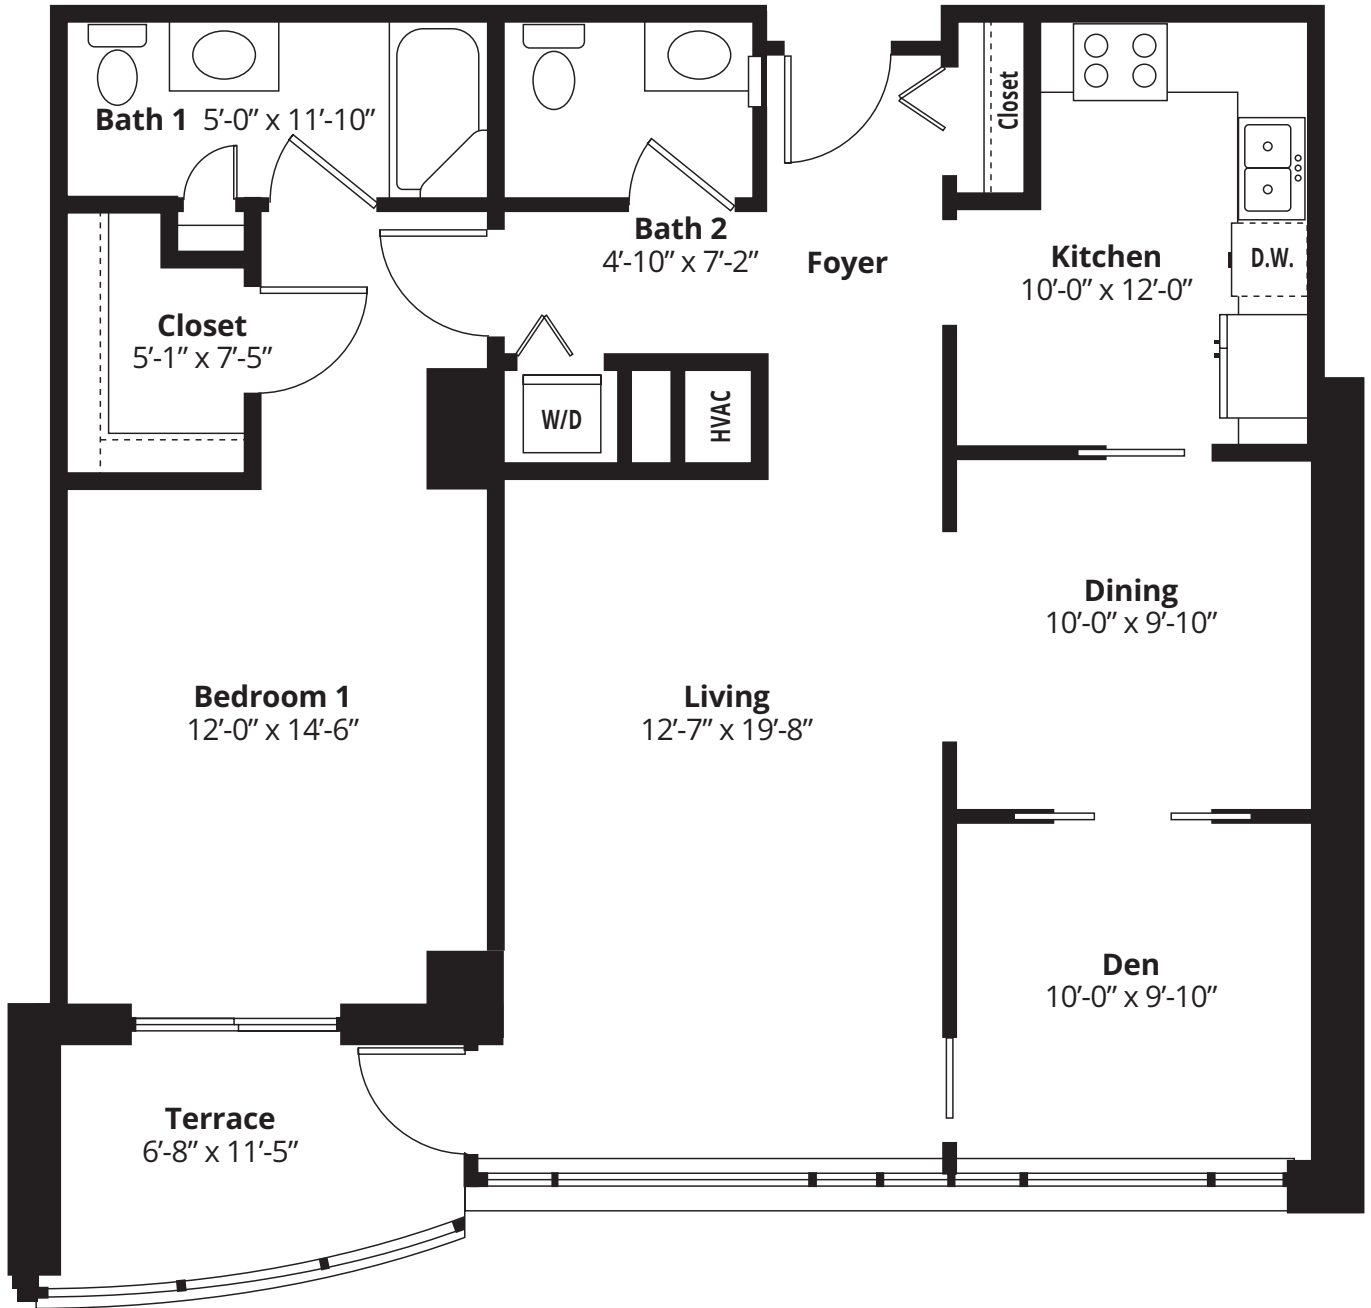 Bath 1 5’-0” x 11’-10”
Closet
Bath 2
4’-10” x 7’-2”
Foyer
Kitchen
10’-0” x 12’-0”
D.W.
Closet
5’-1” x 7’-5”
W/D
HVAC
Dining
10’-0” x 9’-10”
Bedroom 1
12’-0” x 14’-6”
Living
12’-7” x 19’-8”
Den
10’-0” x 9’-10”
Terrace
6’-8” x 11’-5”